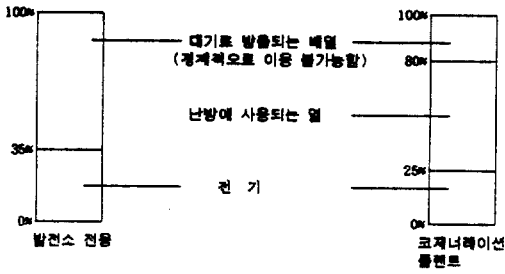 100%
100%
대기로 방출되는 배열
(경제적으로 이용 불가능함)
80%
난방에 사용되는 열
35%
25%
전 기
0%
0%
발전소 전용
코제너레이션
플랜트